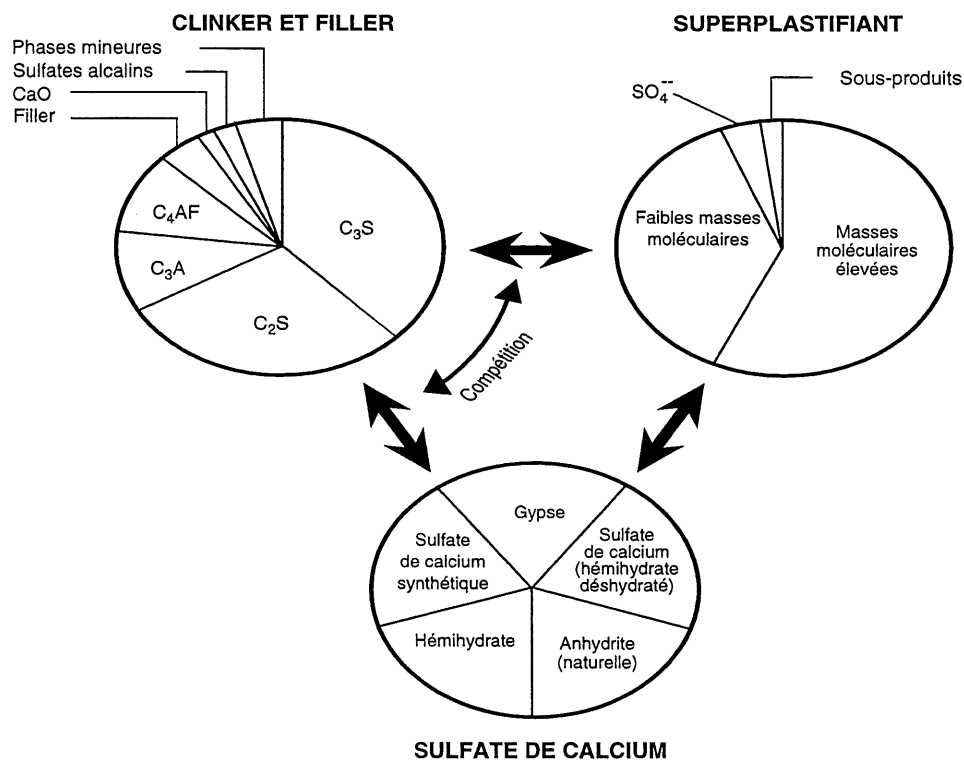 CLINKER ET FILLER
Phases mineures
Sulfates alcalins
CaO
Filler
C₄AF
C₃A
C₂S
C₃S
SUPERPLASTIFIANT
SO₄⁻⁻
Sous-produits
Faibles masses
moléculaires
Masses
moléculaires
élevées
Compétition
Gypse
Sulfate
de calcium
synthétique
Sulfate
de calcium
(hémihydrate
déshydraté)
Hémihydrate
Anhydrite
(naturelle)
SULFATE DE CALCIUM